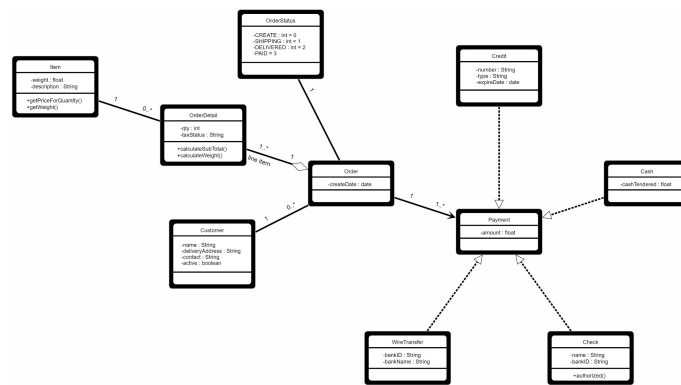 OrderStatus
-CREATE : int = 0
-SHIPPING : int = 1
-DELIVERED : int = 2
-PAID = 3
Item
-weight : float
-description : String
+getPriceForQuantity()
+getWeight()
Credit
-number : String
-type : String
-expireDate : date
1
0..*
1
OrderDetail
-qty : int
-taxStatus : String
+calculateSubTotal()
+calculateWeight()
1..*
line item
1
Order
-createDate : date
Cash
-cashTendered : float
1
1..*
0..*
1
Payment
-amount : float
Customer
-name : String
-deliveryAddress : String
-contact : String
-active : boolean
WireTransfer
-bankID : String
-bankName : String
Check
-name : String
-bankID : String
+authorized()